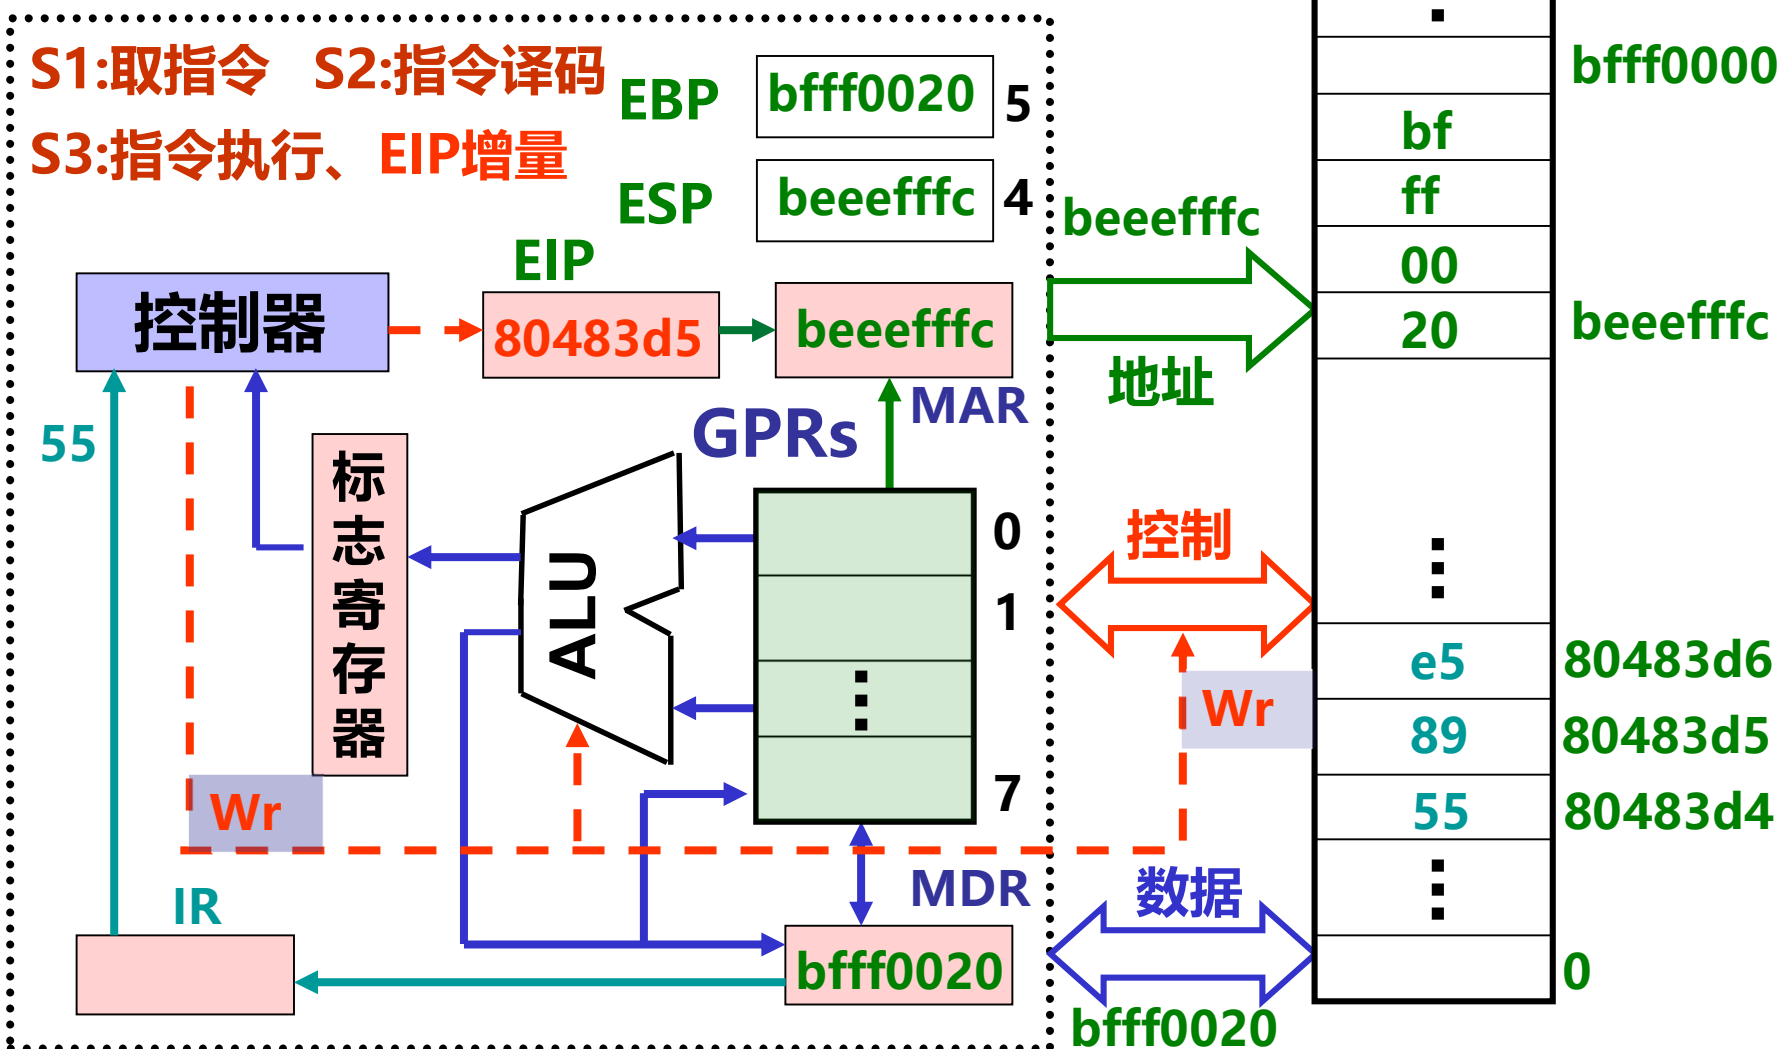 S1:取指令 S2:指令译码
S3:指令执行、EIP增量
EBP
bfff0020
5
ESP
beeefffc
4
EIP
控制器
80483d5
beeefffc
MAR
GPRs
55
标志寄存器
ALU
0
1
⋮
7
Wr
IR
MDR
bfff0020
beeefffc
地址
控制
Wr
数据
bfff0020
bfff0000
bf
ff
00
20
beeefffc
⋮
e5
80483d6
89
80483d5
55
80483d4
⋮
0